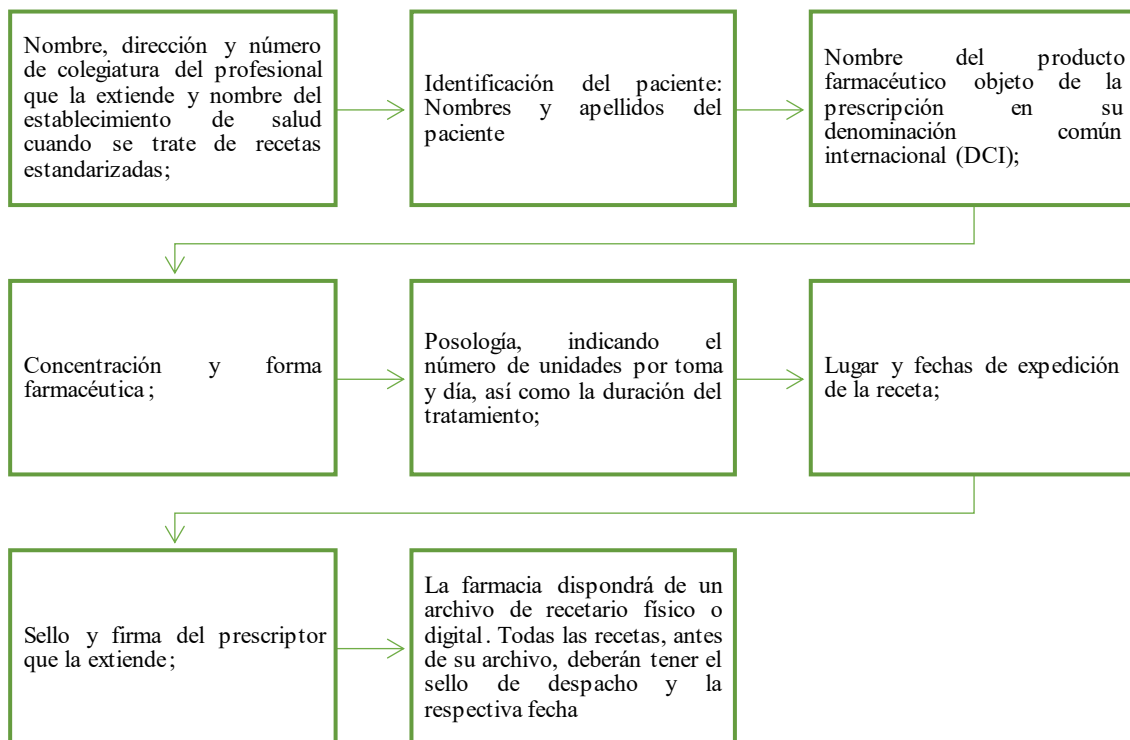 Nombre, dirección y número
de colegiatura del profesional
que la extiende y nombre del
establecimiento de salud
cuando se trate de recetas
estandarizadas;
Identificación del paciente:
Nombres y apellidos del
paciente
Nombre del producto
farmacéutico objeto de la
prescripción en su
denominación común
internacional (DCI);
Concentración y forma
farmacéutica;
Posología, indicando el
número de unidades por toma
y día, así como la duración del
tratamiento;
Lugar y fechas de expedición
de la receta;
Sello y firma del prescriptor
que la extiende;
La farmacia dispondrá de un
archivo de recetario físico o
digital. Todas las recetas, antes
de su archivo, deberán tener el
sello de despacho y la
respectiva fecha